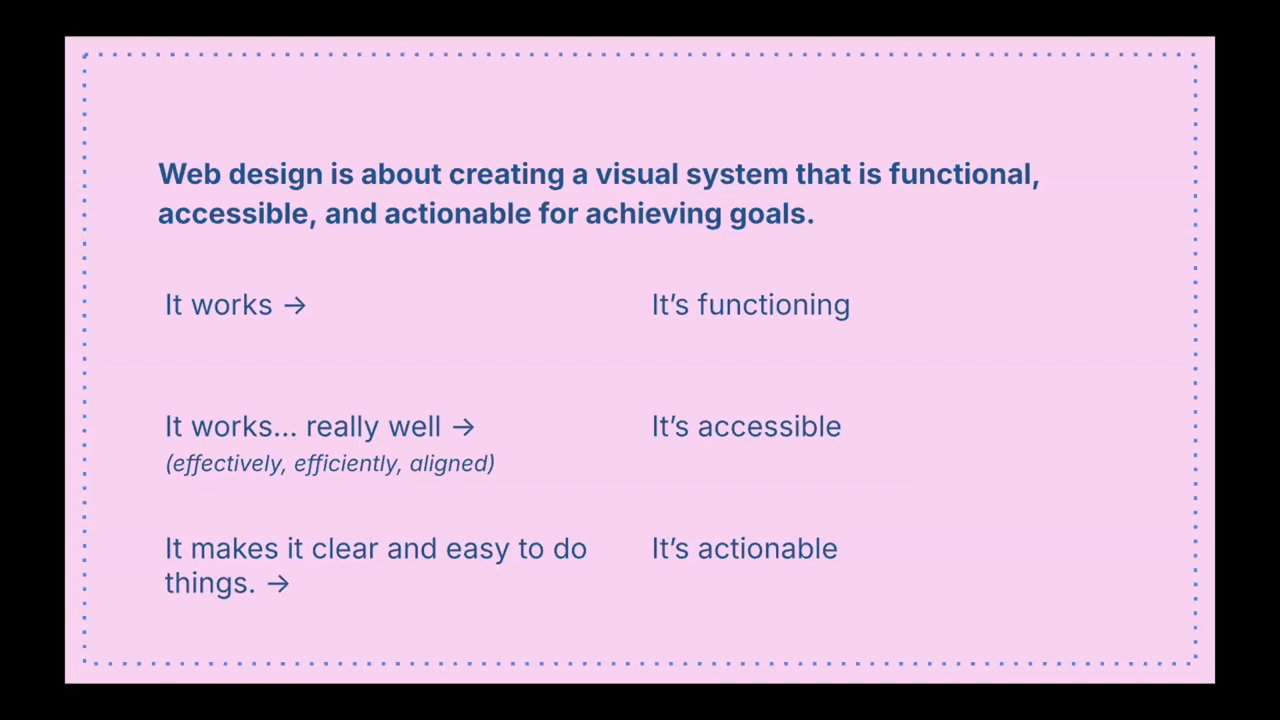 Web design is about creating a visual system that is functional,
accessible, and actionable for achieving goals.
It works →
It’s functioning
It works... really well →
It’s accessible
(effectively, efficiently, aligned)
It makes it clear and easy to do
things. →
It’s actionable